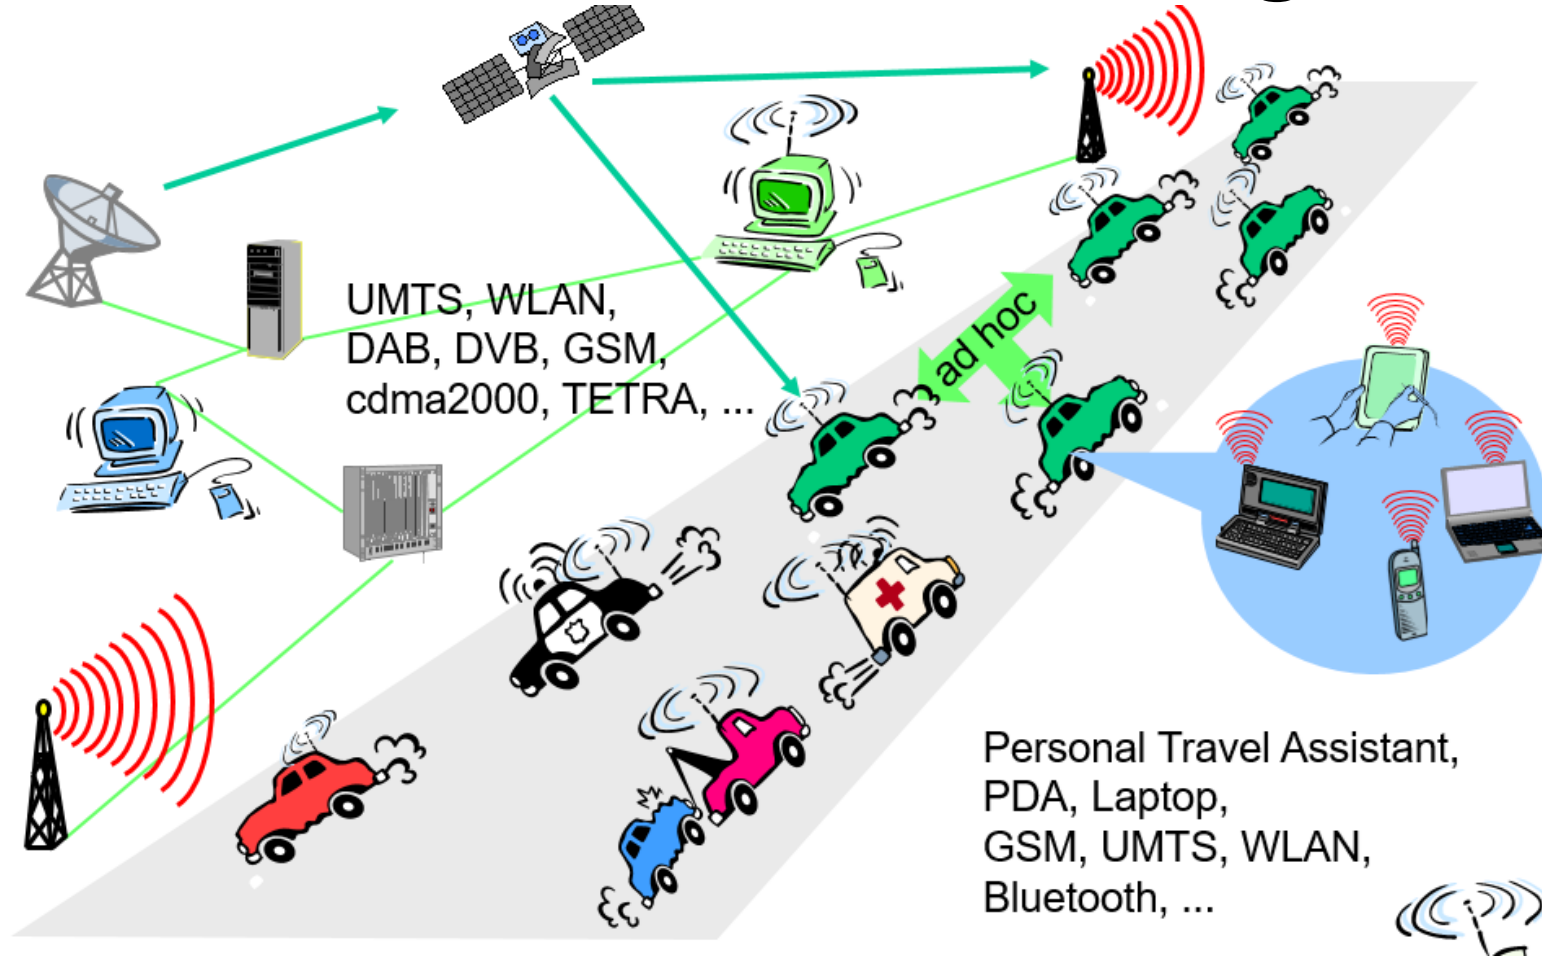 UMTS, WLAN,
DAB, DVB, GSM,
cdma2000, TETRA, ...
ad hoc
Personal Travel Assistant,
PDA, Laptop,
GSM, UMTS, WLAN,
Bluetooth, ...